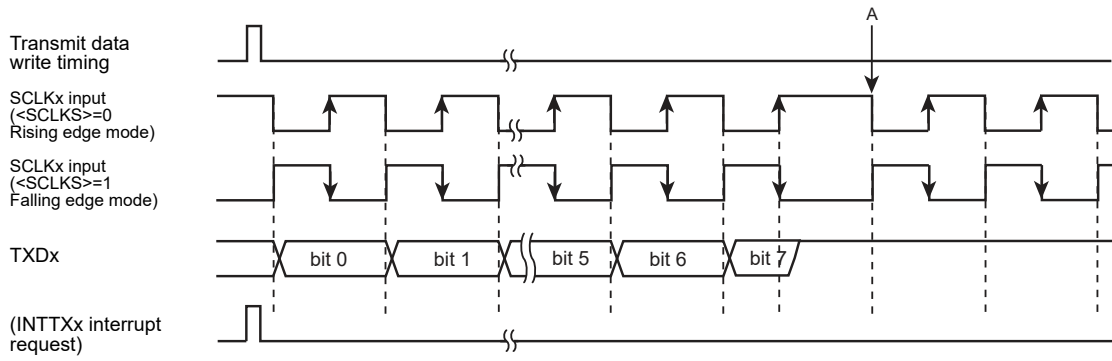 A
Transmit data
write timing
SCLKx input
(<SCLKS>=0
Rising edge mode)
SCLKx input
(<SCLKS>=1
Falling edge mode)
TXDx
bit 0
bit 1
bit 5
bit 6
bit 7
(INTTXx interrupt
request)